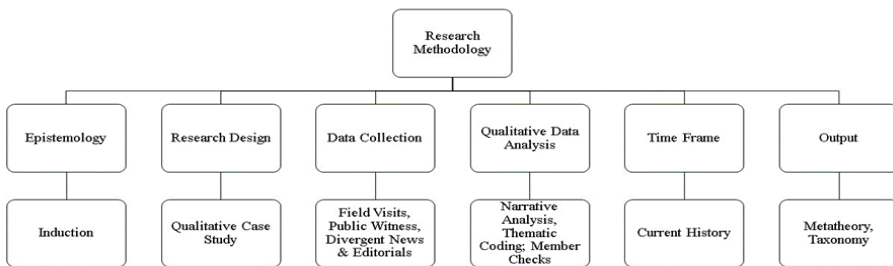 Research
Methodology
Epistemology
Research Design
Data Collection
Qualitative Data
Analysis
Time Frame
Output
Induction
Qualitative Case
Study
Field Visits,
Public Witness,
Divergent News
& Editorials
Narrative
Analysis,
Thematic
Coding; Member
Checks
Current History
Metatheory,
Taxonomy